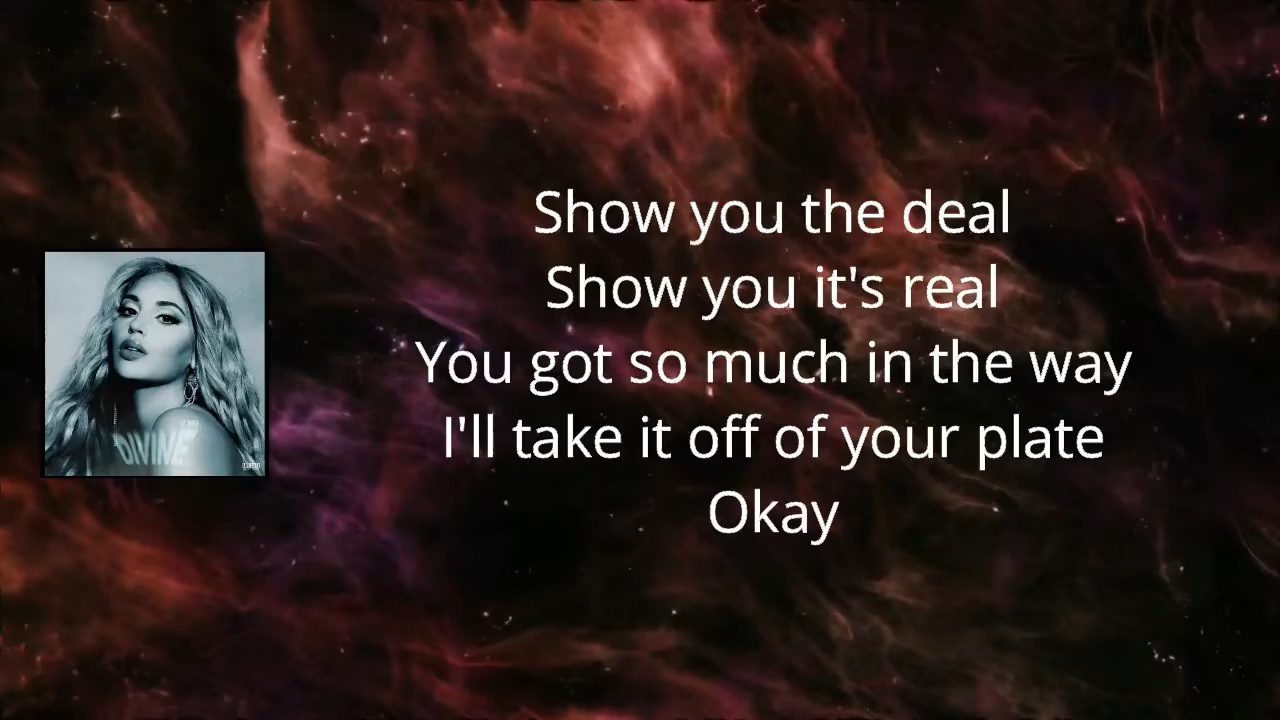 Show you the deal
Show you it's real
You got so much in the way
I'll take it off of your plate
Okay
DIVINE